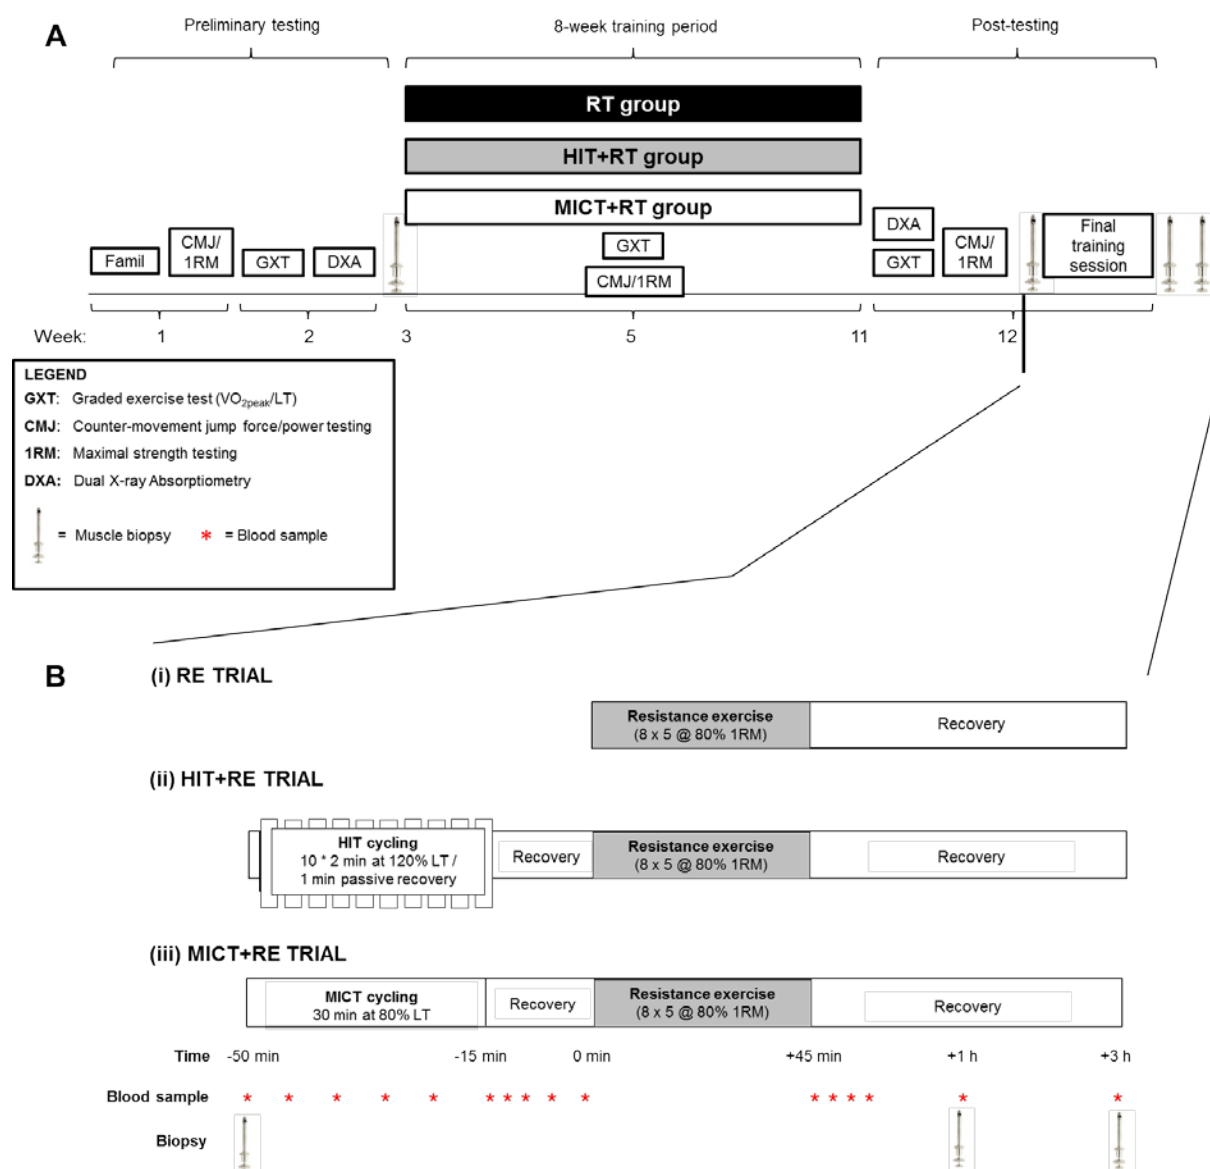 A
Preliminary testing
8-week training period
Post-testing
RT group
HIT+RT group
MICT+RT group
Famil
CMJ/
1RM
GXT
DXA
GXT
CMJ/1RM
DXA
GXT
CMJ/
1RM
Final
training
session
Week: 1 2 3 5 11 12
LEGEND
GXT: Graded exercise test (VO2peak/LT)
CMJ: Counter-movement jump force/power testing
1RM: Maximal strength testing
DXA: Dual X-ray Absorptiometry
= Muscle biopsy * = Blood sample
B
(i) RE TRIAL
Resistance exercise
(8 x 5 @ 80% 1RM)
Recovery
(ii) HIT+RE TRIAL
HIT cycling
10 * 2 min at 120% LT /
1 min passive recovery
Recovery
Resistance exercise
(8 x 5 @ 80% 1RM)
Recovery
(iii) MICT+RE TRIAL
MICT cycling
30 min at 80% LT
Recovery
Resistance exercise
(8 x 5 @ 80% 1RM)
Recovery
Time -50 min -15 min 0 min +45 min +1 h +3 h
Blood sample * * * * * * * * * * * * * * * *
Biopsy